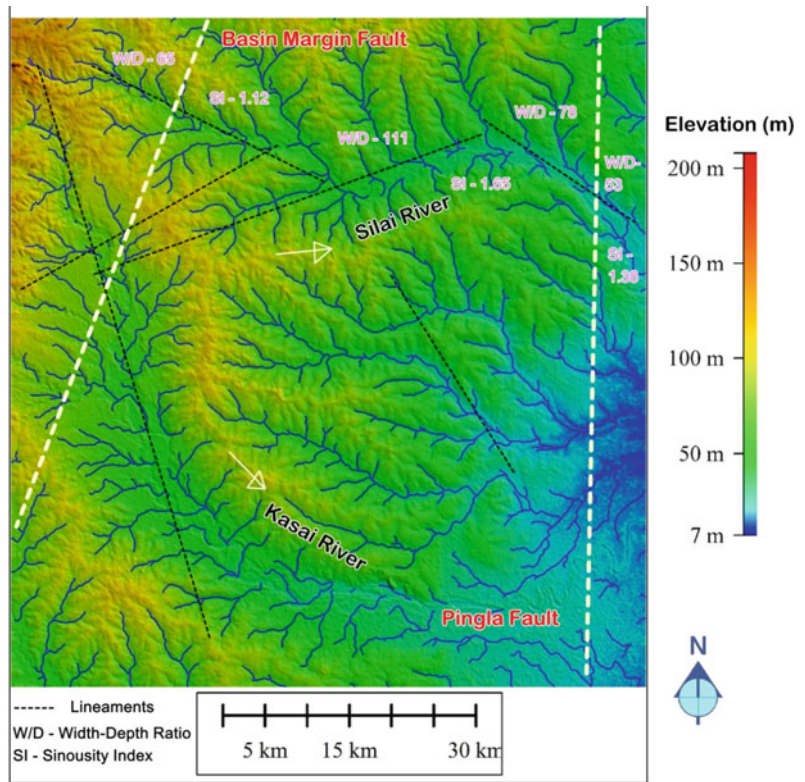 Basin Margin Fault
W/D - 65
SI - 1.12
W/D - 111
W/D - 78
SI - 1.65
W/D-
53
SI -
1.38
Silai River
Kasai River
Pingla Fault
Elevation (m)
200 m
150 m
100 m
50 m
7 m
N
Lineaments
W/D - Width-Depth Ratio
SI - Sinousity Index
5 km 15 km 30 km